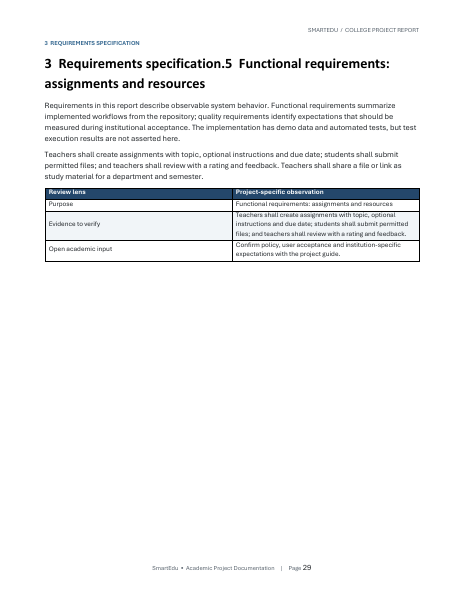 SMARTEDU / COLLEGE PROJECT REPORT
3 REQUIREMENTS SPECIFICATION
3 Requirements specification.5 Functional requirements:
assignments and resources
Requirements in this report describe observable system behavior. Functional requirements summarize
implemented workflows from the repository; quality requirements identify expectations that should be
measured during institutional acceptance. The implementation has demo data and automated tests, but test
execution results are not asserted here.
Teachers shall create assignments with topic, optional instructions and due date; students shall submit
permitted files; and teachers shall review with a rating and feedback. Teachers shall share a file or link as
study material for a department and semester.
Review lens Project-specific observation
Purpose Functional requirements: assignments and resources
Evidence to verify Teachers shall create assignments with topic, optional
instructions and due date; students shall submit permitted
files; and teachers shall review with a rating and feedback.
Open academic input Confirm policy, user acceptance and institution-specific
expectations with the project guide.
SmartEdu • Academic Project Documentation | Page 29